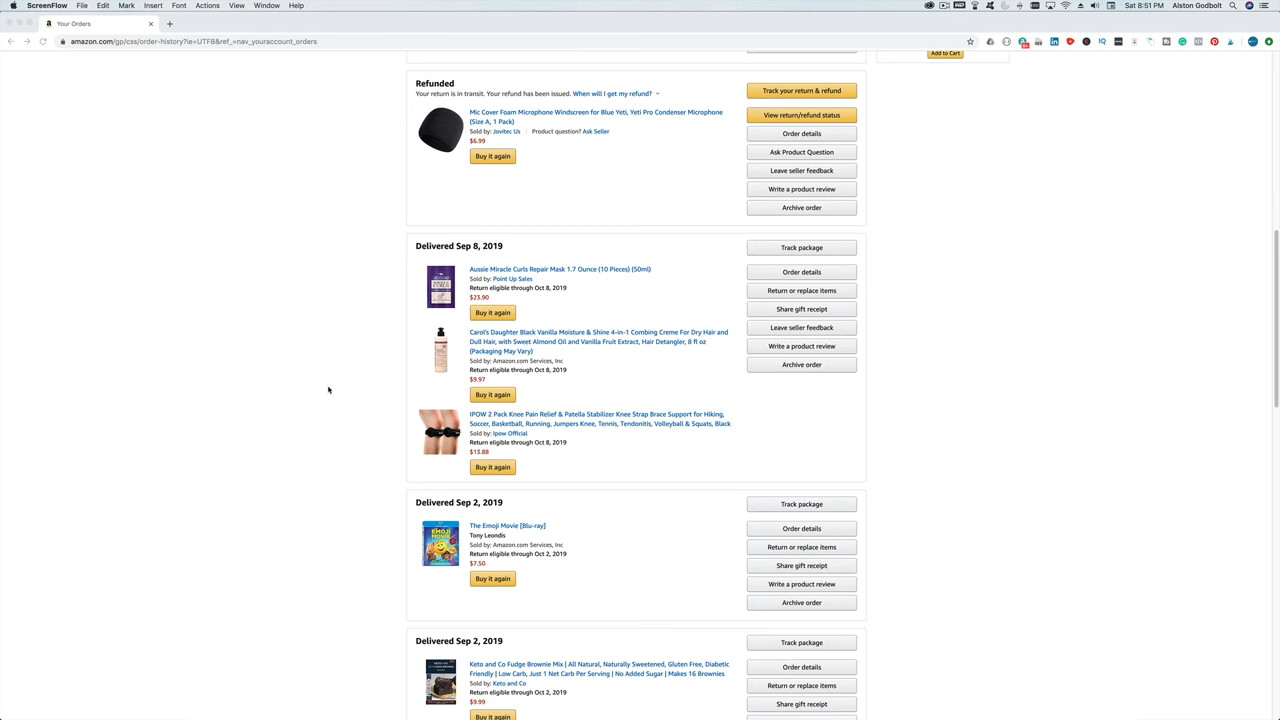 ScreenFlow File Edit Mark Insert Font Actions View Window Help
Sat 8:51 PM Alston Godbolt
Your Orders
amazon.com/gp/css/order-history?ie=UTF8&ref_=nav_youraccount_orders
Add to Cart
Refunded
Your return is in transit. Your refund has been issued. When will I get my refund?
Mic Cover Foam Microphone Windscreen for Blue Yeti, Yeti Pro Condenser Microphone
(Size A, 1 Pack)
Sold by: Jovitec Us Product question? Ask Seller
$6.99
Buy it again
Track your return & refund
View return/refund status
Order details
Ask Product Question
Leave seller feedback
Write a product review
Archive order
Delivered Sep 8, 2019
Aussie Miracle Curls Repair Mask 1.7 Ounce (10 Pieces) (50ml)
Sold by: Point Up Sales
Return eligible through Oct 8, 2019
$23.90
Buy it again
Carol's Daughter Black Vanilla Moisture & Shine 4-in-1 Combing Creme For Dry Hair and
Dull Hair, with Sweet Almond Oil and Vanilla Fruit Extract, Hair Detangler, 8 fl oz
(Packaging May Vary)
Sold by: Amazon.com Services, Inc
Return eligible through Oct 8, 2019
$9.97
Buy it again
IPOW 2 Pack Knee Pain Relief & Patella Stabilizer Knee Strap Brace Support for Hiking,
Soccer, Basketball, Running, Jumpers Knee, Tennis, Tendonitis, Volleyball & Squats, Black
Sold by: Ipow Official
Return eligible through Oct 8, 2019
$13.88
Buy it again
Track package
Order details
Return or replace items
Share gift receipt
Leave seller feedback
Write a product review
Archive order
Delivered Sep 2, 2019
The Emoji Movie [Blu-ray]
Tony Leondis
Sold by: Amazon.com Services, Inc
Return eligible through Oct 2, 2019
$7.50
Buy it again
Track package
Order details
Return or replace items
Share gift receipt
Write a product review
Archive order
Delivered Sep 2, 2019
Keto and Co Fudge Brownie Mix | All Natural, Naturally Sweetened, Gluten Free, Diabetic
Friendly | Low Carb, Just 1 Net Carb Per Serving | No Added Sugar | Makes 16 Brownies
Sold by: Keto and Co
Return eligible through Oct 2, 2019
$9.99
Buy it again
Track package
Order details
Return or replace items
Share gift receipt